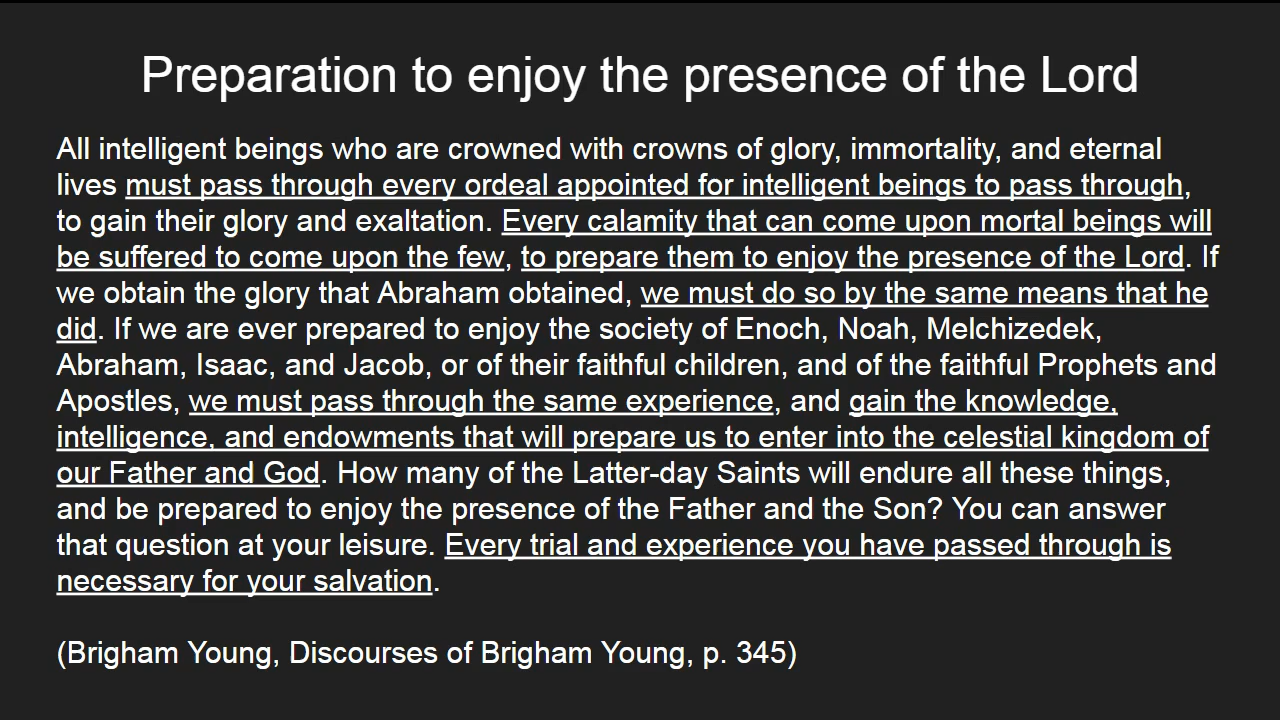 Preparation to enjoy the presence of the Lord
All intelligent beings who are crowned with crowns of glory, immortality, and eternal
lives must pass through every ordeal appointed for intelligent beings to pass through,
to gain their glory and exaltation. Every calamity that can come upon mortal beings will
be suffered to come upon the few, to prepare them to enjoy the presence of the Lord. If
we obtain the glory that Abraham obtained, we must do so by the same means that he
did. If we are ever prepared to enjoy the society of Enoch, Noah, Melchizedek,
Abraham, Isaac, and Jacob, or of their faithful children, and of the faithful Prophets and
Apostles, we must pass through the same experience, and gain the knowledge,
intelligence, and endowments that will prepare us to enter into the celestial kingdom of
our Father and God. How many of the Latter-day Saints will endure all these things,
and be prepared to enjoy the presence of the Father and the Son? You can answer
that question at your leisure. Every trial and experience you have passed through is
necessary for your salvation.
(Brigham Young, Discourses of Brigham Young, p. 345)